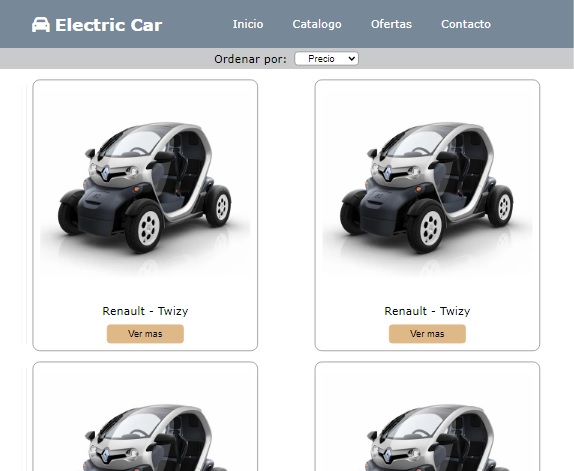 Electric Car
Inicio Catalogo Ofertas Contacto
Ordenar por: Precio
Renault - Twizy
Ver mas
Renault - Twizy
Ver mas